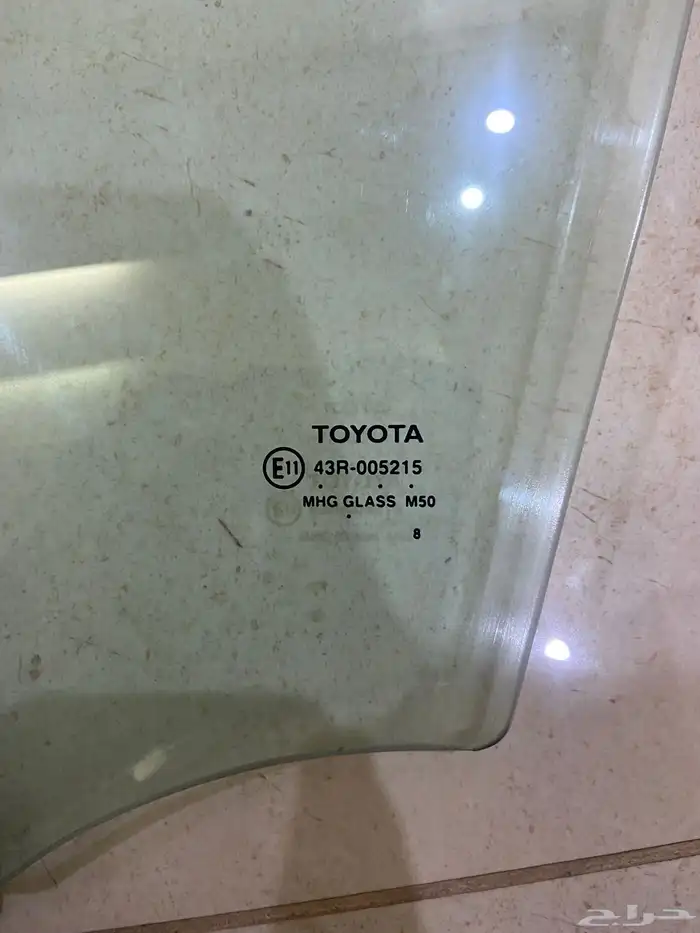 TOYOTA
E11 43R-005215
MHG GLASS M50
8
حراج